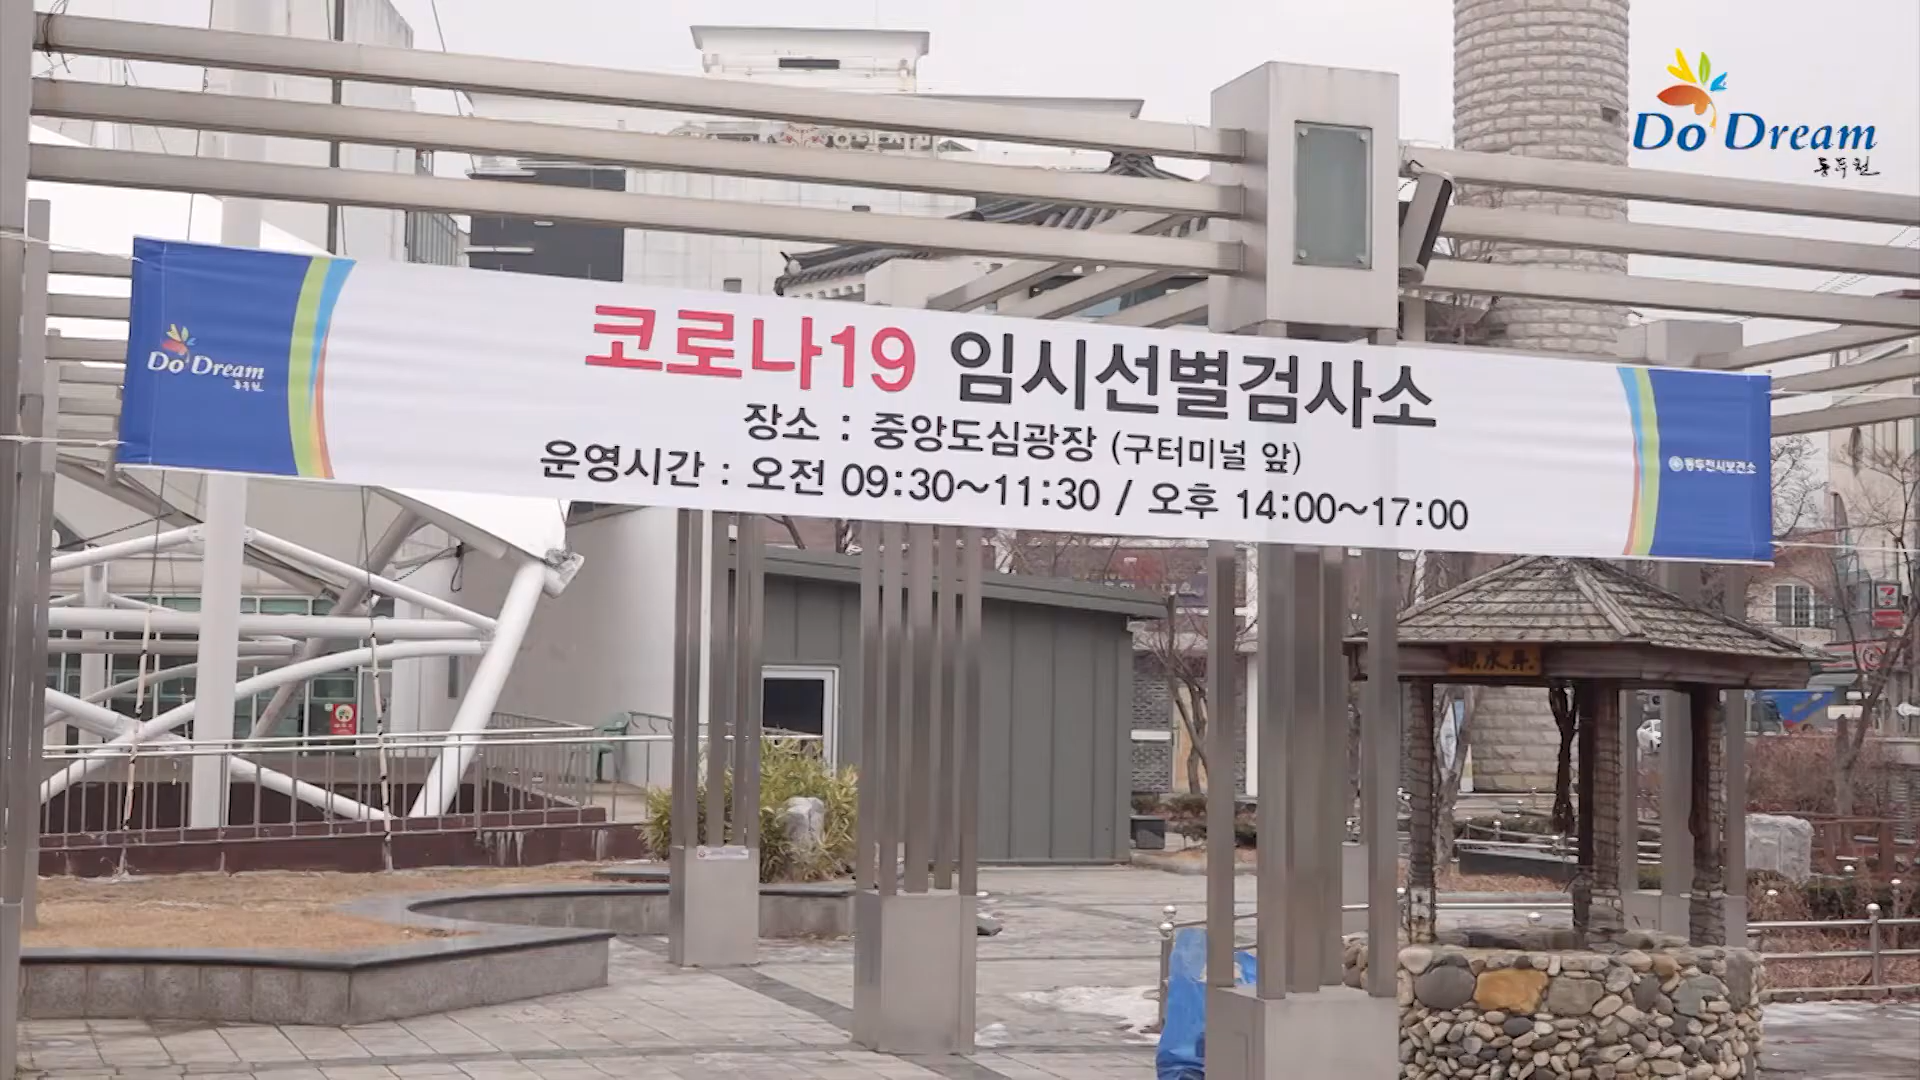 Do Dream
동두천
코로나19 임시선별검사소
장소 : 중앙도심광장 (구터미널 앞)
운영시간 : 오전 09:30~11:30 / 오후 14:00~17:00
Do Dream
동두천
동두천시보건소